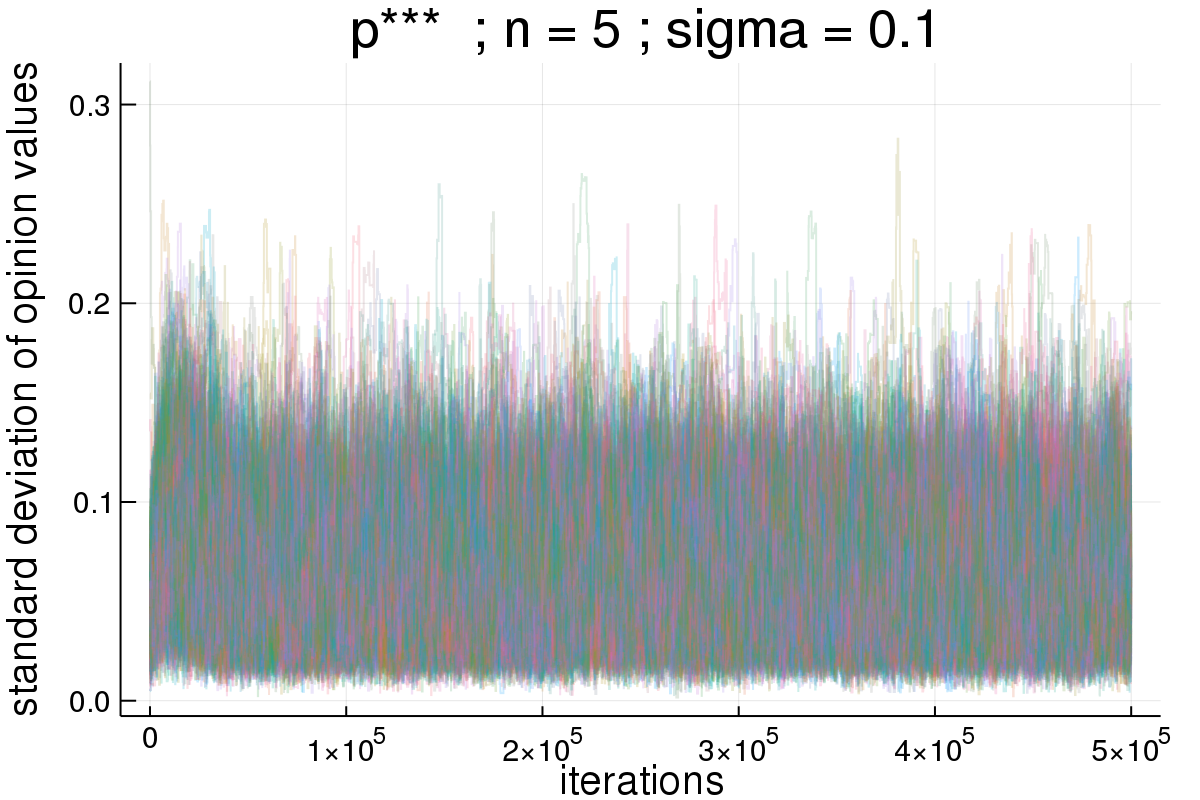 p*** ; n = 5 ; sigma = 0.1
standard deviation of opinion values
0.3
0.2
0.1
0.0
0 1×10⁵ 2×10⁵ 3×10⁵ 4×10⁵ 5×10⁵
iterations